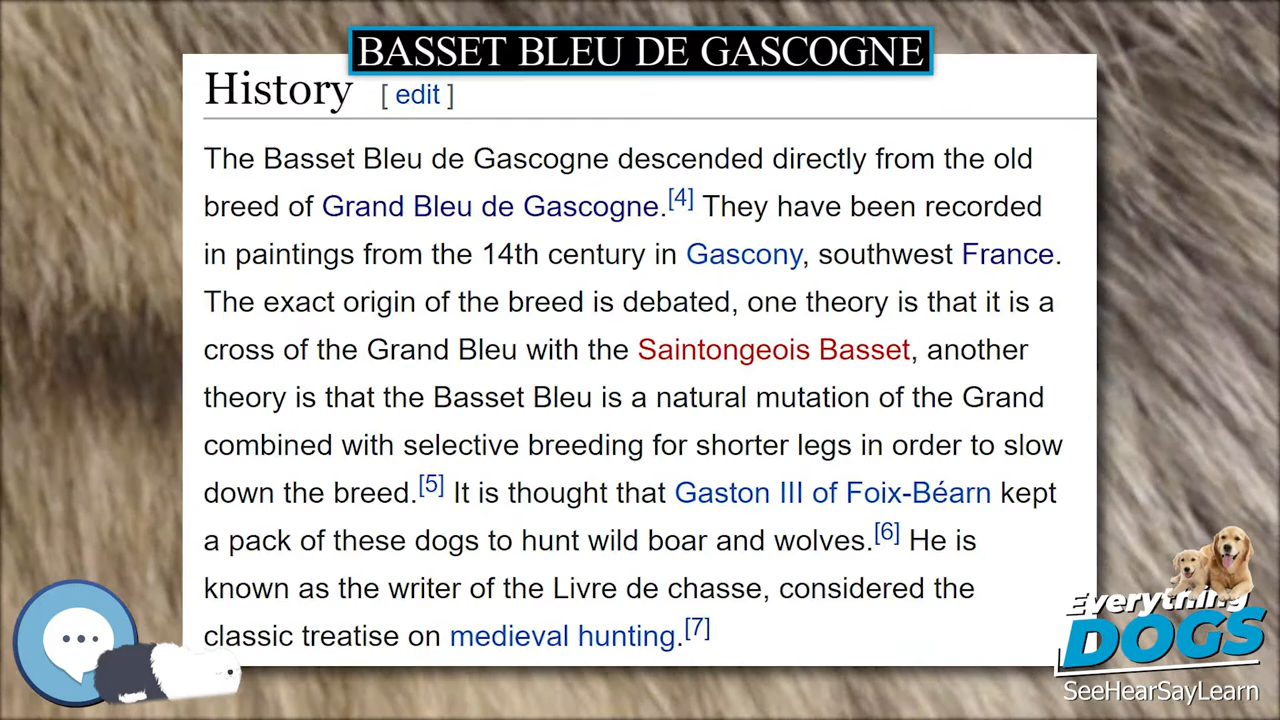 BASSET BLEU DE GASCOGNE
History [ edit ]
The Basset Bleu de Gascogne descended directly from the old
breed of Grand Bleu de Gascogne.[4] They have been recorded
in paintings from the 14th century in Gascony, southwest France.
The exact origin of the breed is debated, one theory is that it is a
cross of the Grand Bleu with the Saintongeois Basset, another
theory is that the Basset Bleu is a natural mutation of the Grand
combined with selective breeding for shorter legs in order to slow
down the breed.[5] It is thought that Gaston III of Foix-Béarn kept
a pack of these dogs to hunt wild boar and wolves.[6] He is
known as the writer of the Livre de chasse, considered the
classic treatise on medieval hunting.[7]
Everything
DOGS
SeeHearSayLearn